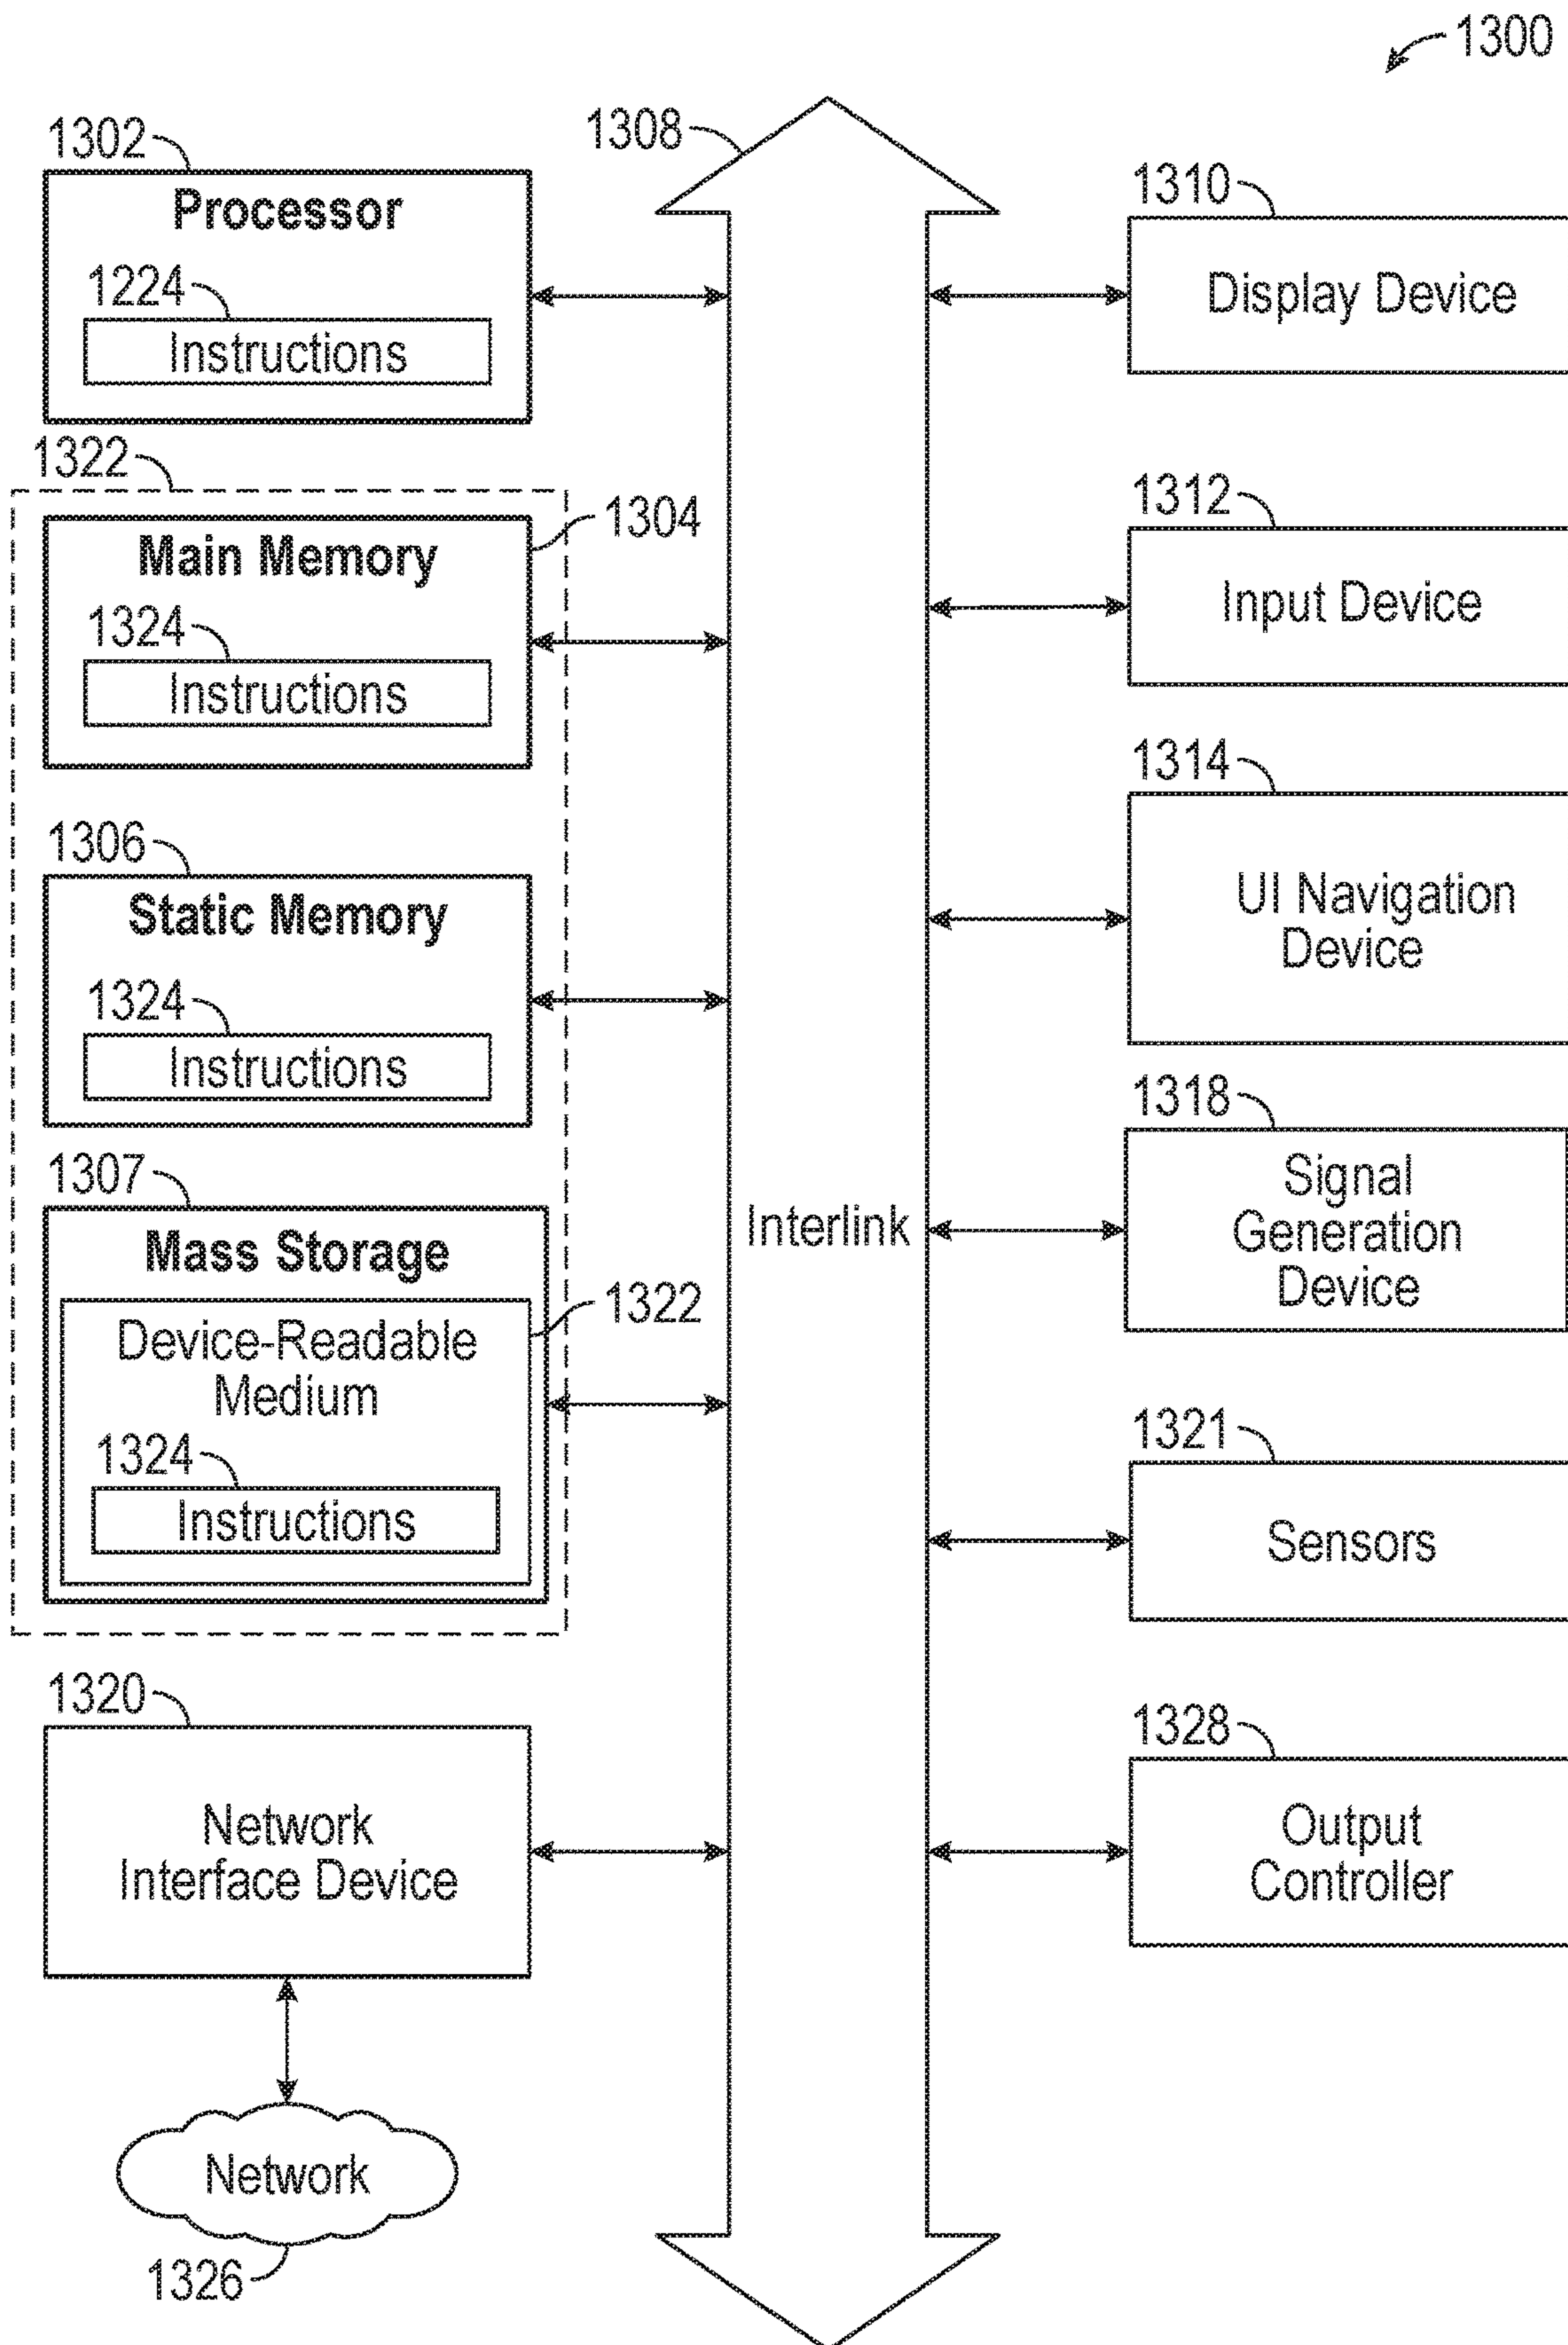 1300
1302
Processor
1224
Instructions
1322
1304
Main Memory
1324
Instructions
1306
Static Memory
1324
Instructions
1307
Mass Storage
1322
Device-Readable
Medium
1324
Instructions
1320
Network
Interface Device
Network
1326
1308
Interlink
1310
Display Device
1312
Input Device
1314
UI Navigation
Device
1318
Signal
Generation
Device
1321
Sensors
1328
Output
Controller